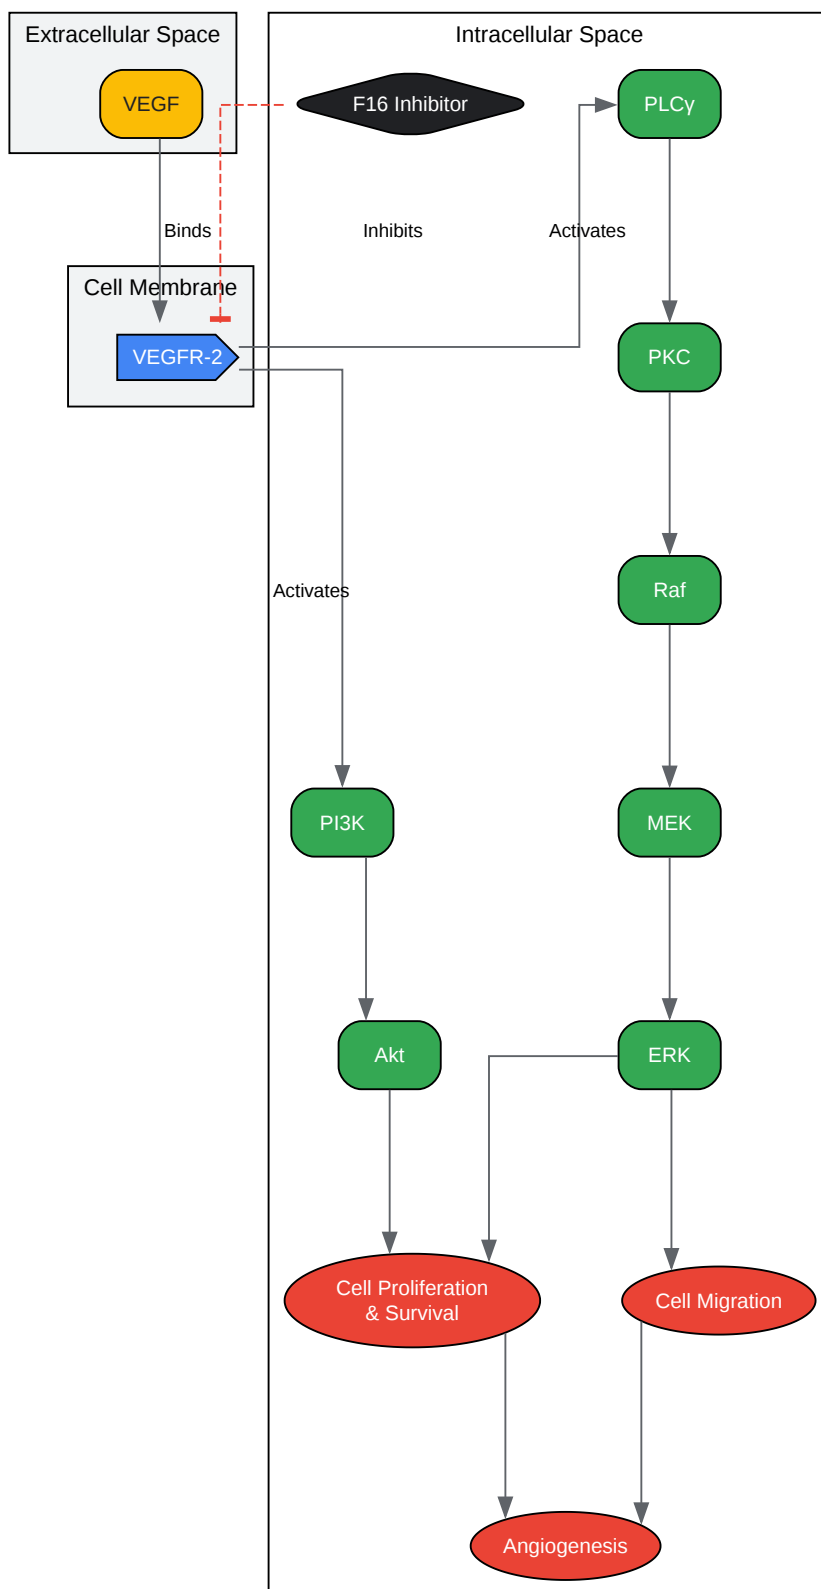 Extracellular Space
Intracellular Space
VEGF
F16 Inhibitor
PLCγ
Binds
Inhibits
Activates
Cell Membrane
VEGFR-2
PKC
Activates
Raf
PI3K
MEK
Akt
ERK
Cell Proliferation
& Survival
Cell Migration
Angiogenesis